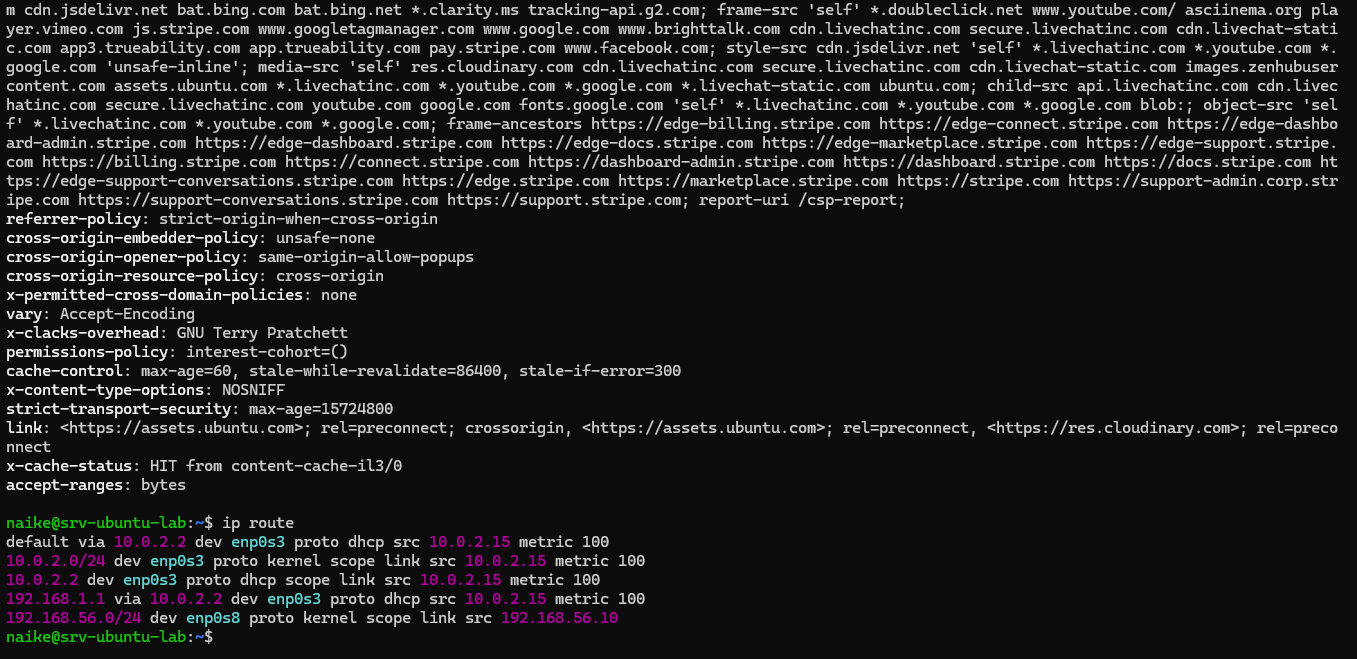 m cdn.jsdelivr.net bat.bing.com bat.bing.net *.clarity.ms tracking-api.g2.com; frame-src 'self' *.doubleclick.net www.youtube.com/ asciinema.org pla
yer.vimeo.com js.stripe.com www.googletagmanager.com www.google.com www.brighttalk.com cdn.livechatinc.com secure.livechatinc.com cdn.livechat-stati
c.com app3.trueability.com app.trueability.com pay.stripe.com www.facebook.com; style-src cdn.jsdelivr.net 'self' *.livechatinc.com *.youtube.com *.
google.com 'unsafe-inline'; media-src 'self' res.cloudinary.com cdn.livechatinc.com secure.livechatinc.com cdn.livechat-static.com images.zenhubuser
content.com assets.ubuntu.com *.livechatinc.com *.youtube.com *.google.com *.livechat-static.com ubuntu.com; child-src api.livechatinc.com cdn.livec
hatinc.com secure.livechatinc.com youtube.com google.com fonts.google.com 'self' *.livechatinc.com *.youtube.com *.google.com blob:; object-src 'sel
f' *.livechatinc.com *.youtube.com *.google.com; frame-ancestors https://edge-billing.stripe.com https://edge-connect.stripe.com https://edge-dashbo
ard-admin.stripe.com https://edge-dashboard.stripe.com https://edge-docs.stripe.com https://edge-marketplace.stripe.com https://edge-support.stripe.
com https://billing.stripe.com https://connect.stripe.com https://dashboard-admin.stripe.com https://dashboard.stripe.com https://docs.stripe.com ht
tps://edge-support-conversations.stripe.com https://edge.stripe.com https://marketplace.stripe.com https://stripe.com https://support-admin.corp.str
ipe.com https://support-conversations.stripe.com https://support.stripe.com; report-uri /csp-report;
referrer-policy: strict-origin-when-cross-origin
cross-origin-embedder-policy: unsafe-none
cross-origin-opener-policy: same-origin-allow-popups
cross-origin-resource-policy: cross-origin
x-permitted-cross-domain-policies: none
vary: Accept-Encoding
x-clacks-overhead: GNU Terry Pratchett
permissions-policy: interest-cohort=()
cache-control: max-age=60, stale-while-revalidate=86400, stale-if-error=300
x-content-type-options: NOSNIFF
strict-transport-security: max-age=15724800
link: <https://assets.ubuntu.com>; rel=preconnect; crossorigin, <https://assets.ubuntu.com>; rel=preconnect, <https://res.cloudinary.com>; rel=preco
nnect
x-cache-status: HIT from content-cache-il3/0
accept-ranges: bytes
naike@srv-ubuntu-lab:~$ ip route
default via 10.0.2.2 dev enp0s3 proto dhcp src 10.0.2.15 metric 100
10.0.2.0/24 dev enp0s3 proto kernel scope link src 10.0.2.15 metric 100
10.0.2.2 dev enp0s3 proto dhcp scope link src 10.0.2.15 metric 100
192.168.1.1 via 10.0.2.2 dev enp0s3 proto dhcp src 10.0.2.15 metric 100
192.168.56.0/24 dev enp0s8 proto kernel scope link src 192.168.56.10
naike@srv-ubuntu-lab:~$